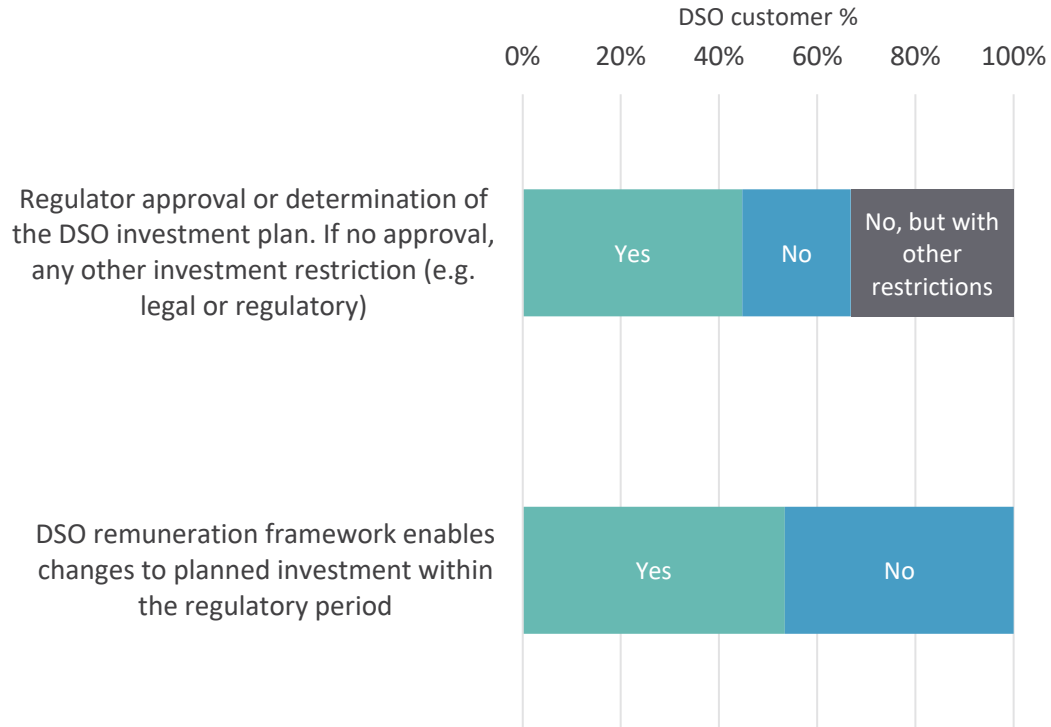 DSO customer %
0% 20% 40% 60% 80% 100%
Regulator approval or determination of
the DSO investment plan. If no approval,
any other investment restriction (e.g.
legal or regulatory)
Yes
No
No, but with
other
restrictions
DSO remuneration framework enables
changes to planned investment within
the regulatory period
Yes
No